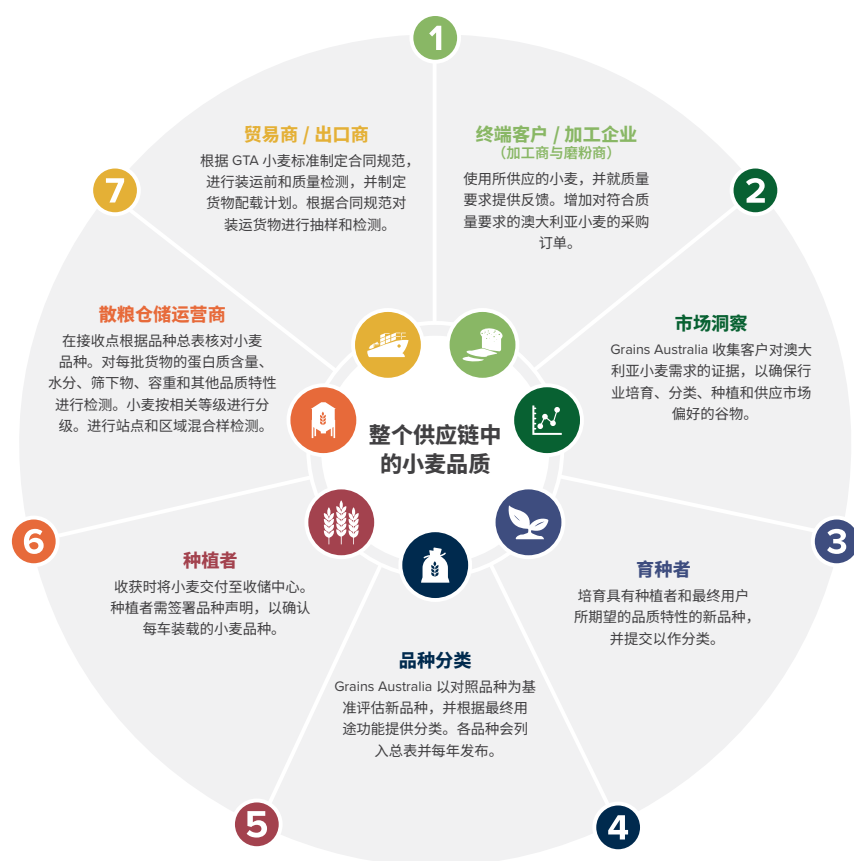 1
终端客户 / 加工企业
（加工商与磨粉商）
使用所供应的小麦，并就质量
要求提供反馈。增加对符合质
量要求的澳大利亚小麦的采购
订单。
2
市场洞察
Grains Australia 收集客户对澳大
利亚小麦需求的证据，以确保行
业培育、分类、种植和供应市场
偏好的谷物。
3
育种者
培育具有种植者和最终用户
所期望的品质特性的新品种，
并提交以作分类。
4
品种分类
Grains Australia 以对照品种为基
准评估新品种，并根据最终用
途功能提供分类。各品种会列
入总表并每年发布。
5
种植者
收获时将小麦交付至收储中心。
种植者需签署品种声明，以确认
每车装载的小麦品种。
6
散粮仓储运营商
在接收点根据品种总表核对小麦
品种。对每批货物的蛋白质含量、
水分、筛下物、容重和其他品质特性
进行检测。小麦按相关等级进行分
级。进行站点和区域混合样检测。
7
贸易商 / 出口商
根据 GTA 小麦标准制定合同规范，
进行装运前和质量检测，并制定
货物配载计划。根据合同规范对
装运货物进行抽样和检测。
整个供应链中
的小麦品质